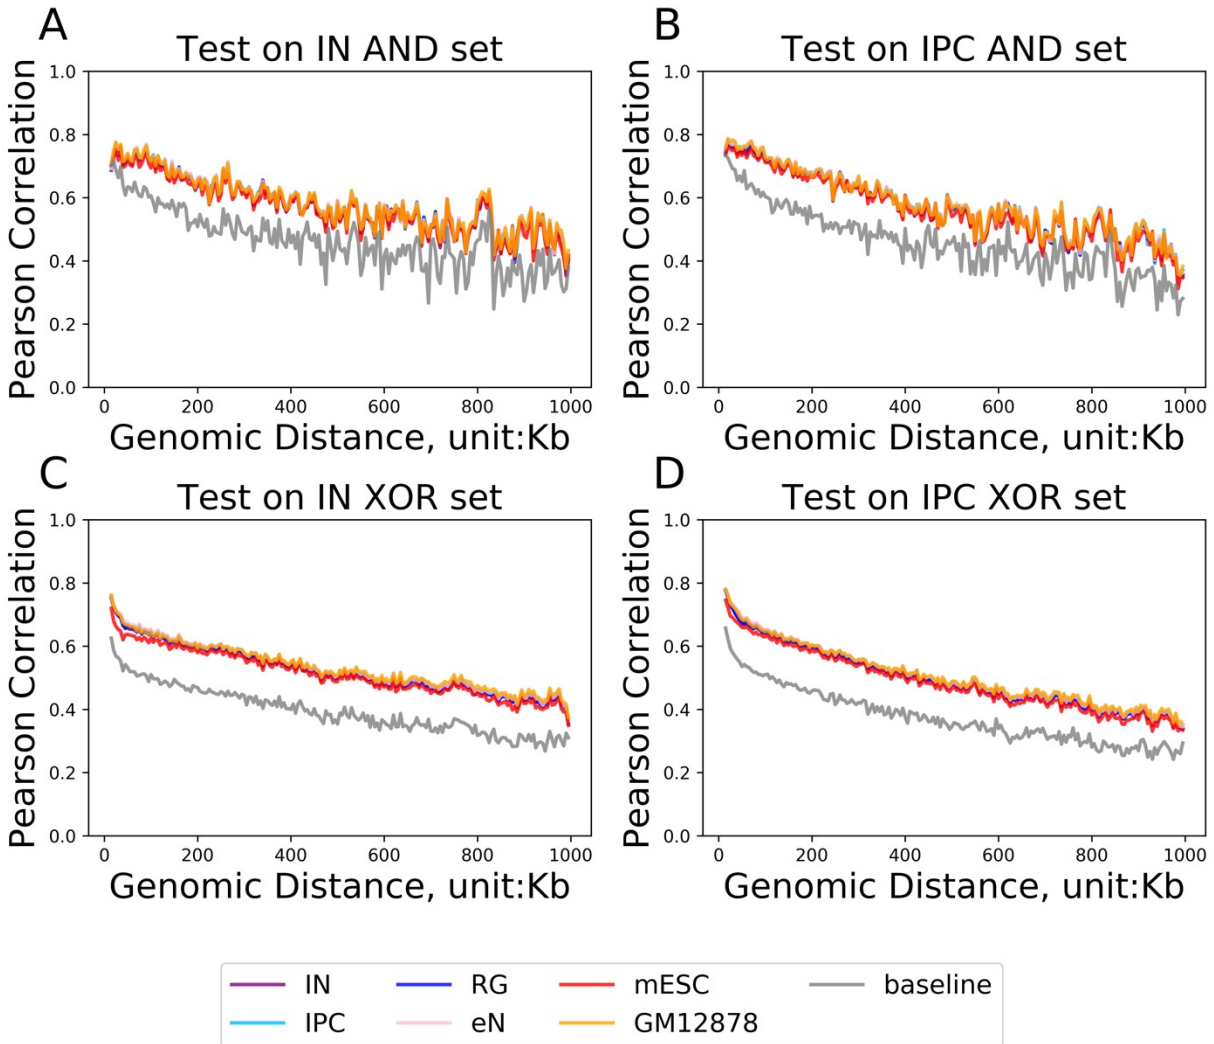 A
Test on IN AND set
Pearson Correlation
1.0
0.8
0.6
0.4
0.2
0.0
0
200
400
600
800
1000
Genomic Distance, unit:Kb
B
Test on IPC AND set
Pearson Correlation
1.0
0.8
0.6
0.4
0.2
0.0
0
200
400
600
800
1000
Genomic Distance, unit:Kb
C
Test on IN XOR set
Pearson Correlation
1.0
0.8
0.6
0.4
0.2
0.0
0
200
400
600
800
1000
Genomic Distance, unit:Kb
D
Test on IPC XOR set
Pearson Correlation
1.0
0.8
0.6
0.4
0.2
0.0
0
200
400
600
800
1000
Genomic Distance, unit:Kb
IN
RG
mESC
baseline
IPC
eN
GM12878